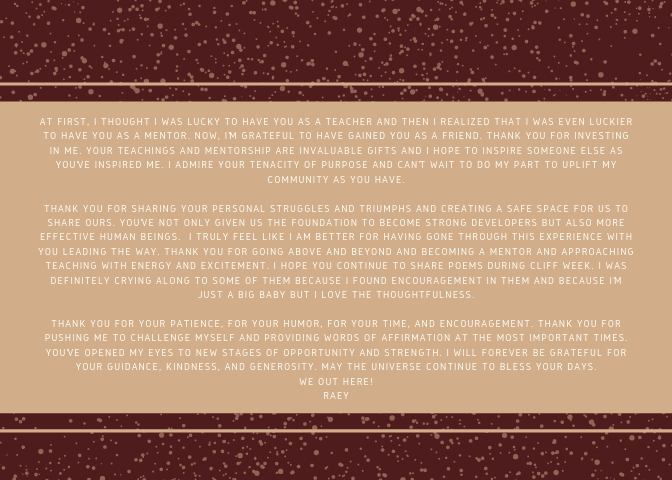 AT FIRST, I THOUGHT I WAS LUCKY TO HAVE YOU AS A TEACHER AND THEN I REALIZED THAT I WAS EVEN LUCKIER
TO HAVE YOU AS A MENTOR. NOW, I'M GRATEFUL TO HAVE GAINED YOU AS A FRIEND. THANK YOU FOR INVESTING
IN ME. YOUR TEACHINGS AND MENTORSHIP ARE INVALUABLE GIFTS AND I HOPE TO INSPIRE SOMEONE ELSE AS
YOU'VE INSPIRED ME. I ADMIRE YOUR TENACITY OF PURPOSE AND CAN'T WAIT TO DO MY PART TO UPLIFT MY
COMMUNITY AS YOU HAVE.
THANK YOU FOR SHARING YOUR PERSONAL STRUGGLES AND TRIUMPHS AND CREATING A SAFE SPACE FOR US TO
SHARE OURS. YOU'VE NOT ONLY GIVEN US THE FOUNDATION TO BECOME STRONG DEVELOPERS BUT ALSO MORE
EFFECTIVE HUMAN BEINGS. I TRULY FEEL LIKE I AM BETTER FOR HAVING GONE THROUGH THIS EXPERIENCE WITH
YOU LEADING THE WAY. THANK YOU FOR GOING ABOVE AND BEYOND AND BECOMING A MENTOR AND APPROACHING
TEACHING WITH ENERGY AND EXCITEMENT. I HOPE YOU CONTINUE TO SHARE POEMS DURING CLIFF WEEK. I WAS
DEFINITELY CRYING ALONG TO SOME OF THEM BECAUSE I FOUND ENCOURAGEMENT IN THEM AND BECAUSE I'M
JUST A BIG BABY BUT I LOVE THE THOUGHTFULNESS.
THANK YOU FOR YOUR PATIENCE, FOR YOUR HUMOR, FOR YOUR TIME, AND ENCOURAGEMENT. THANK YOU FOR
PUSHING ME TO CHALLENGE MYSELF AND PROVIDING WORDS OF AFFIRMATION AT THE MOST IMPORTANT TIMES.
YOU'VE OPENED MY EYES TO NEW STAGES OF OPPORTUNITY AND STRENGTH. I WILL FOREVER BE GRATEFUL FOR
YOUR GUIDANCE, KINDNESS, AND GENEROSITY. MAY THE UNIVERSE CONTINUE TO BLESS YOUR DAYS.
WE OUT HERE!
RAEY